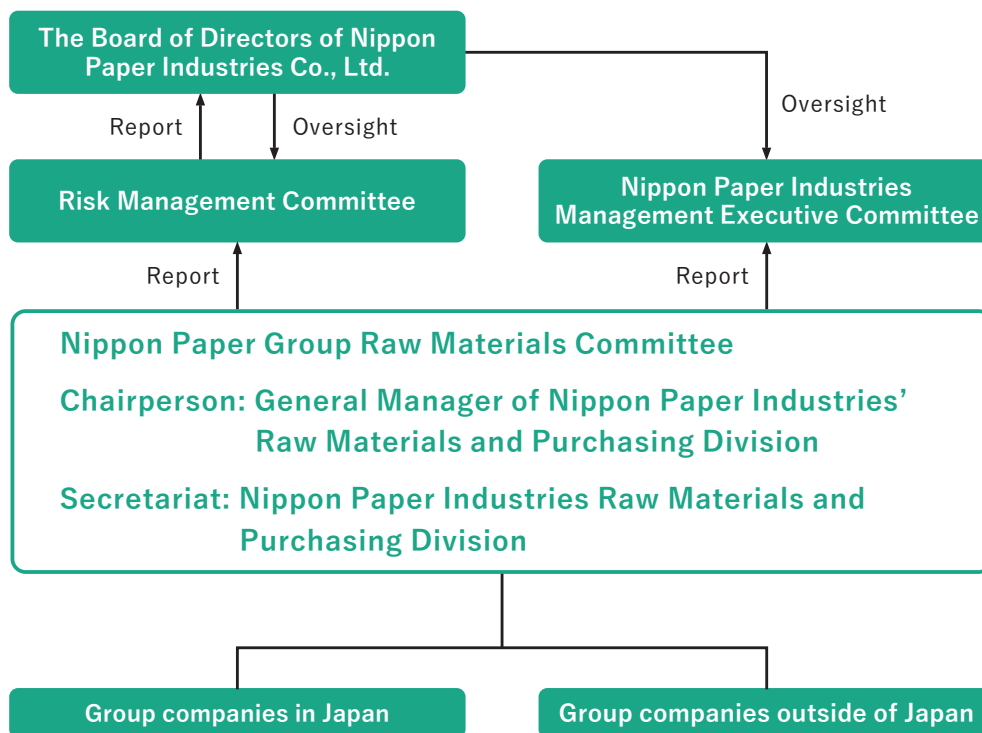 The Board of Directors of Nippon
Paper Industries Co., Ltd.
Report
Oversight
Oversight
Risk Management Committee
Nippon Paper Industries
Management Executive Committee
Report
Report
Nippon Paper Group Raw Materials Committee
Chairperson: General Manager of Nippon Paper Industries’
Raw Materials and Purchasing Division
Secretariat: Nippon Paper Industries Raw Materials and
Purchasing Division
Group companies in Japan
Group companies outside of Japan